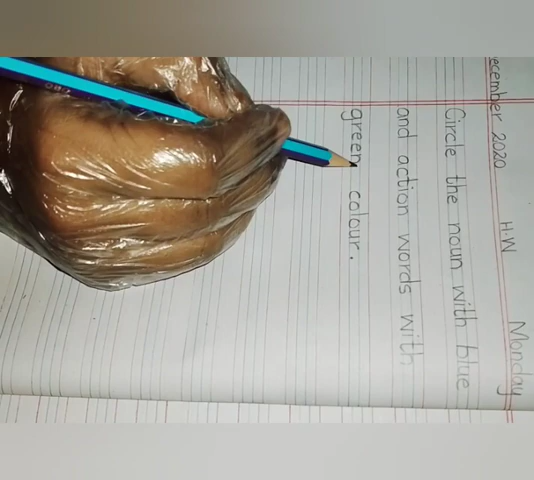 ecember 2020 H.W Monday
Circle the noun with blue
and action words with
green colour.